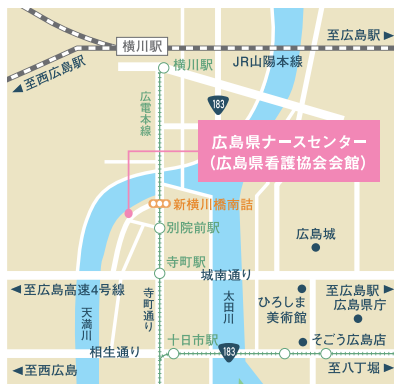 横川駅
至広島駅
JR山陽本線
至西広島駅
横川駅
広電本線
183
広島県ナースセンター
(広島県看護協会会館)
新横川橋南詰
別院前駅
広島城
寺町駅
城南通り
至広島高速4号線
寺町通り
太田川
天満川
ひろしま
美術館
至広島駅
広島県庁
十日市駅
そごう広島店
相生通り
183
至西広島
至八丁堀